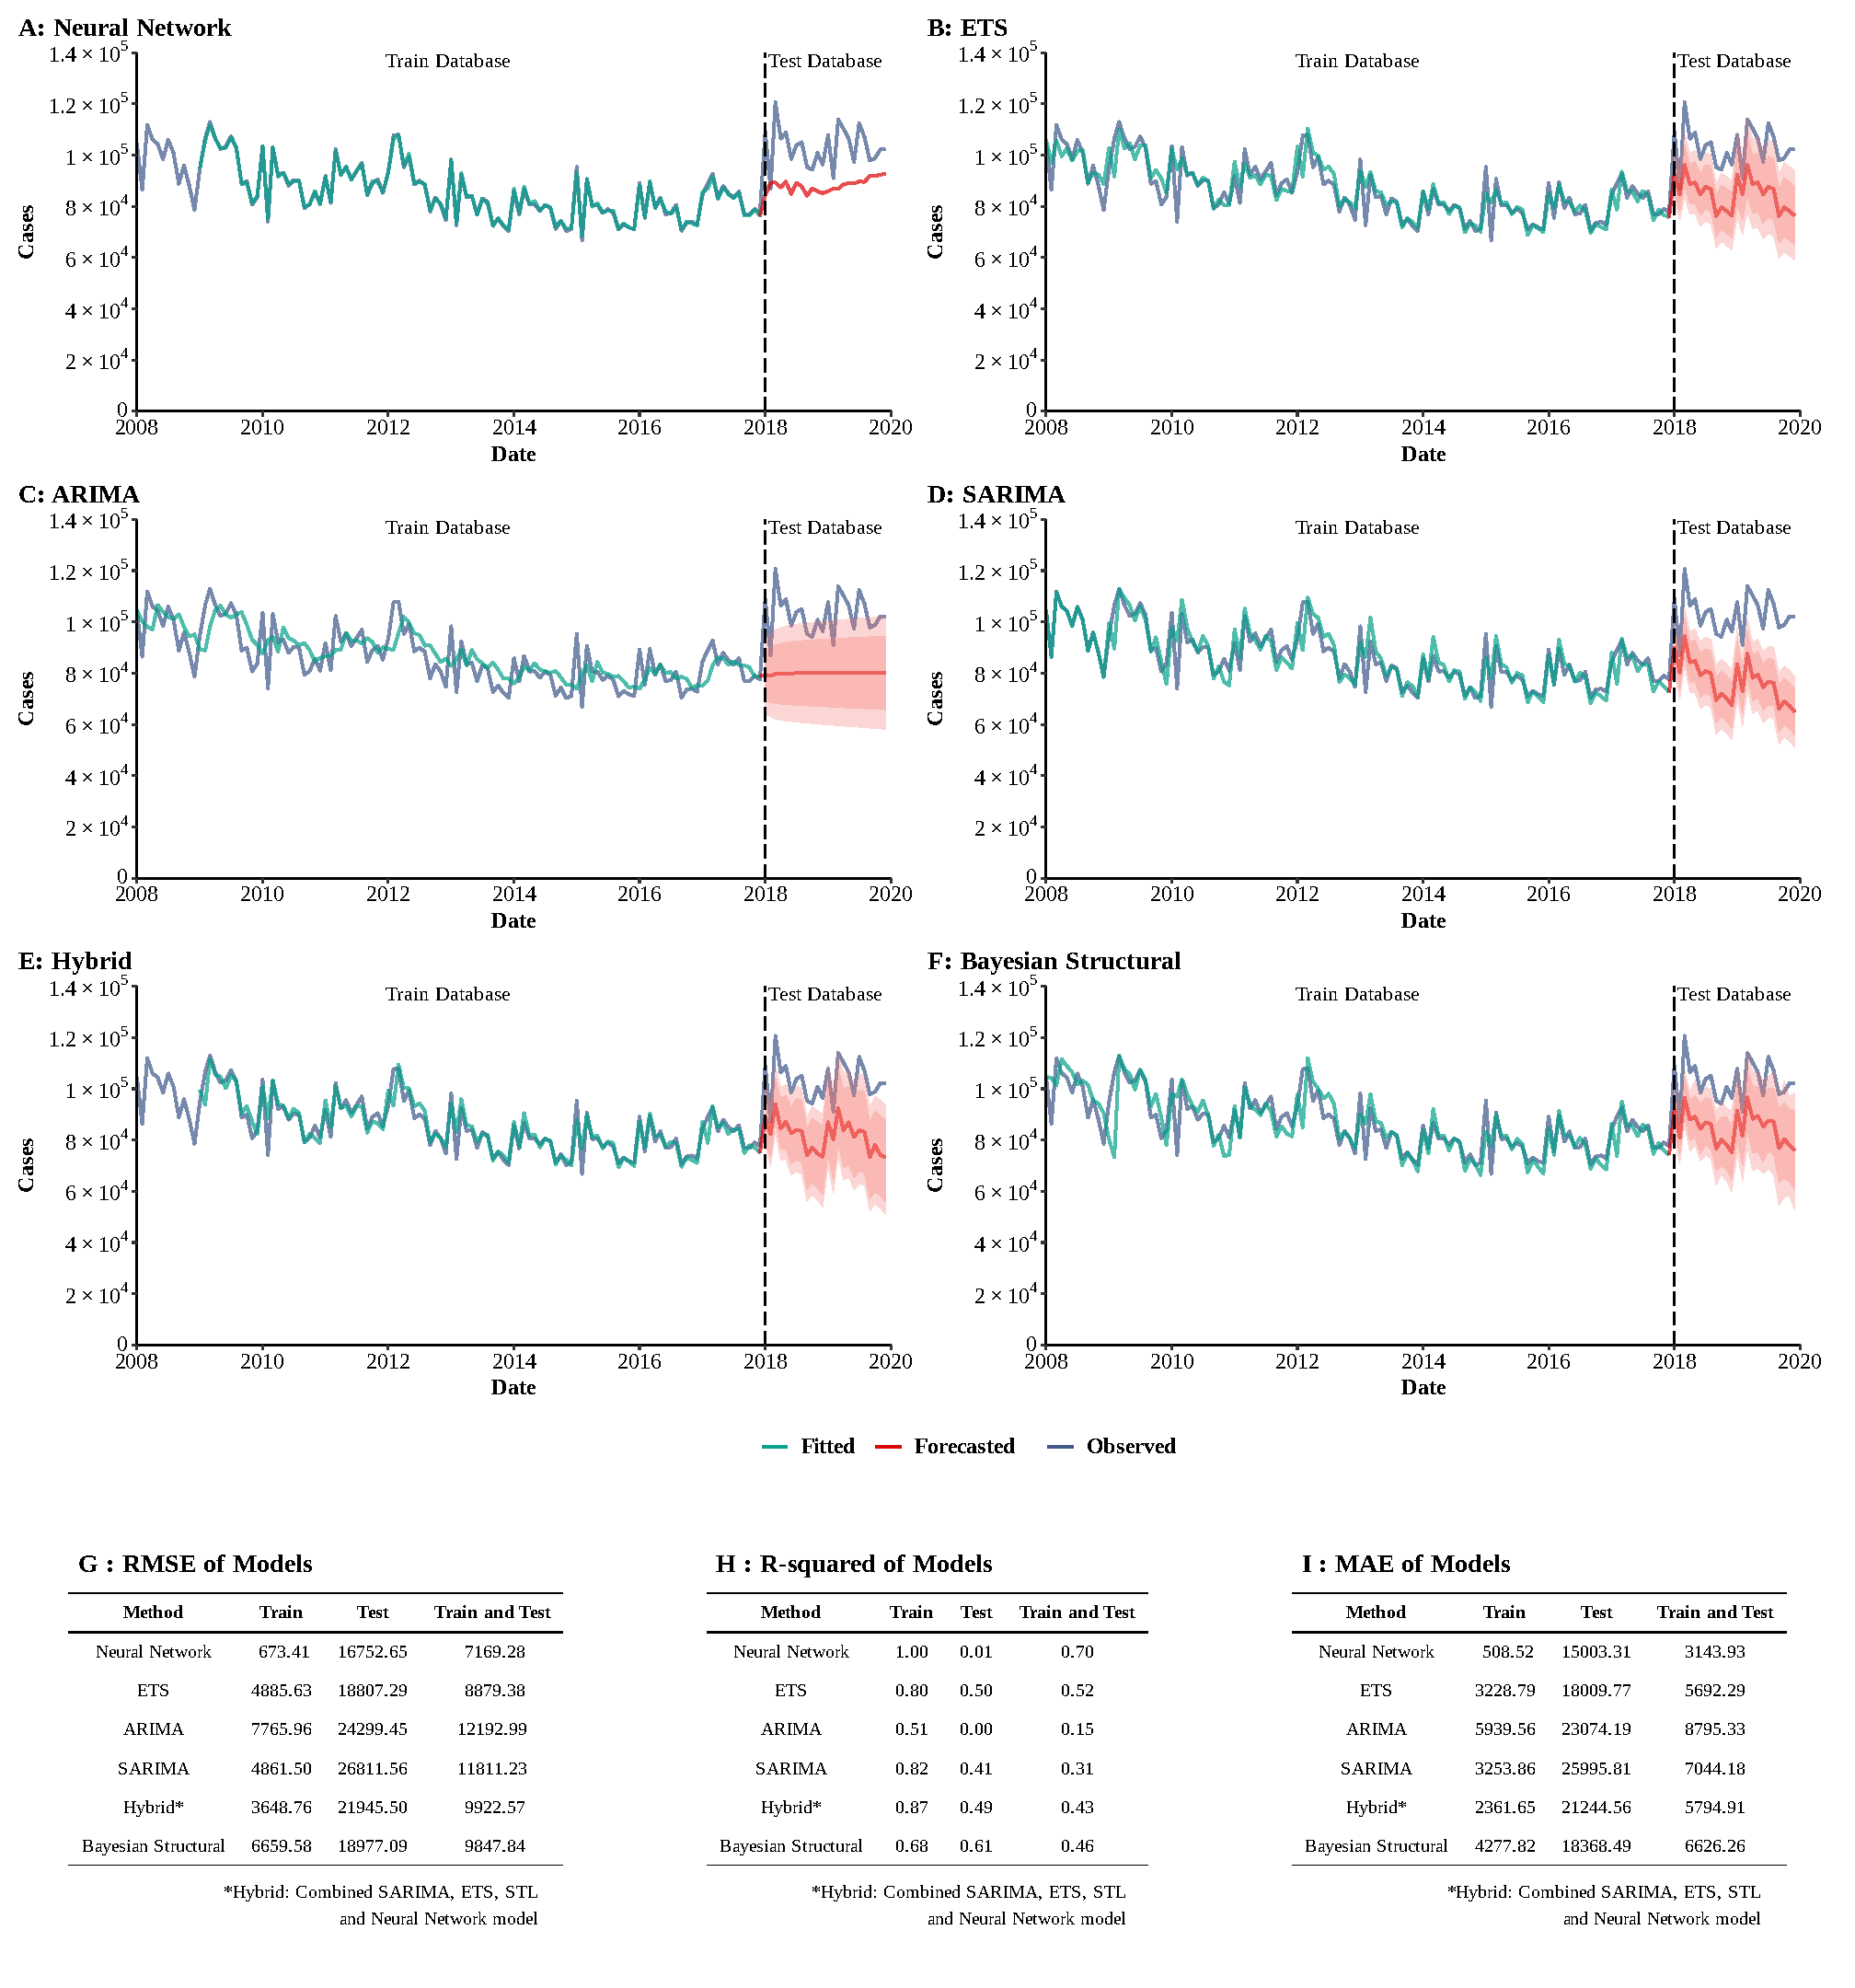 A: Neural Network
1.4 × 10^5
1.2 × 10^5
1 × 10^5
8 × 10^4
6 × 10^4
4 × 10^4
2 × 10^4
0
Cases
Train Database
Test Database
2008 2010 2012 2014 2016 2018 2020
Date
B: ETS
1.4 × 10^5
1.2 × 10^5
1 × 10^5
8 × 10^4
6 × 10^4
4 × 10^4
2 × 10^4
0
Cases
Train Database
Test Database
2008 2010 2012 2014 2016 2018 2020
Date
C: ARIMA
1.4 × 10^5
1.2 × 10^5
1 × 10^5
8 × 10^4
6 × 10^4
4 × 10^4
2 × 10^4
0
Cases
Train Database
Test Database
2008 2010 2012 2014 2016 2018 2020
Date
D: SARIMA
1.4 × 10^5
1.2 × 10^5
1 × 10^5
8 × 10^4
6 × 10^4
4 × 10^4
2 × 10^4
0
Cases
Train Database
Test Database
2008 2010 2012 2014 2016 2018 2020
Date
E: Hybrid
1.4 × 10^5
1.2 × 10^5
1 × 10^5
8 × 10^4
6 × 10^4
4 × 10^4
2 × 10^4
0
Cases
Train Database
Test Database
2008 2010 2012 2014 2016 2018 2020
Date
F: Bayesian Structural
1.4 × 10^5
1.2 × 10^5
1 × 10^5
8 × 10^4
6 × 10^4
4 × 10^4
2 × 10^4
0
Cases
Train Database
Test Database
2008 2010 2012 2014 2016 2018 2020
Date
Fitted Forecasted Observed
G : RMSE of Models
Method Train Test Train and Test
Neural Network 673.41 16752.65 7169.28
ETS 4885.63 18807.29 8879.38
ARIMA 7765.96 24299.45 12192.99
SARIMA 4861.50 26811.56 11811.23
Hybrid* 3648.76 21945.50 9922.57
Bayesian Structural 6659.58 18977.09 9847.84
*Hybrid: Combined SARIMA, ETS, STL
and Neural Network model
H : R-squared of Models
Method Train Test Train and Test
Neural Network 1.00 0.01 0.70
ETS 0.80 0.50 0.52
ARIMA 0.51 0.00 0.15
SARIMA 0.82 0.41 0.31
Hybrid* 0.87 0.49 0.43
Bayesian Structural 0.68 0.61 0.46
*Hybrid: Combined SARIMA, ETS, STL
and Neural Network model
I : MAE of Models
Method Train Test Train and Test
Neural Network 508.52 15003.31 3143.93
ETS 3228.79 18009.77 5692.29
ARIMA 5939.56 23074.19 8795.33
SARIMA 3253.86 25995.81 7044.18
Hybrid* 2361.65 21244.56 5794.91
Bayesian Structural 4277.82 18368.49 6626.26
*Hybrid: Combined SARIMA, ETS, STL
and Neural Network model